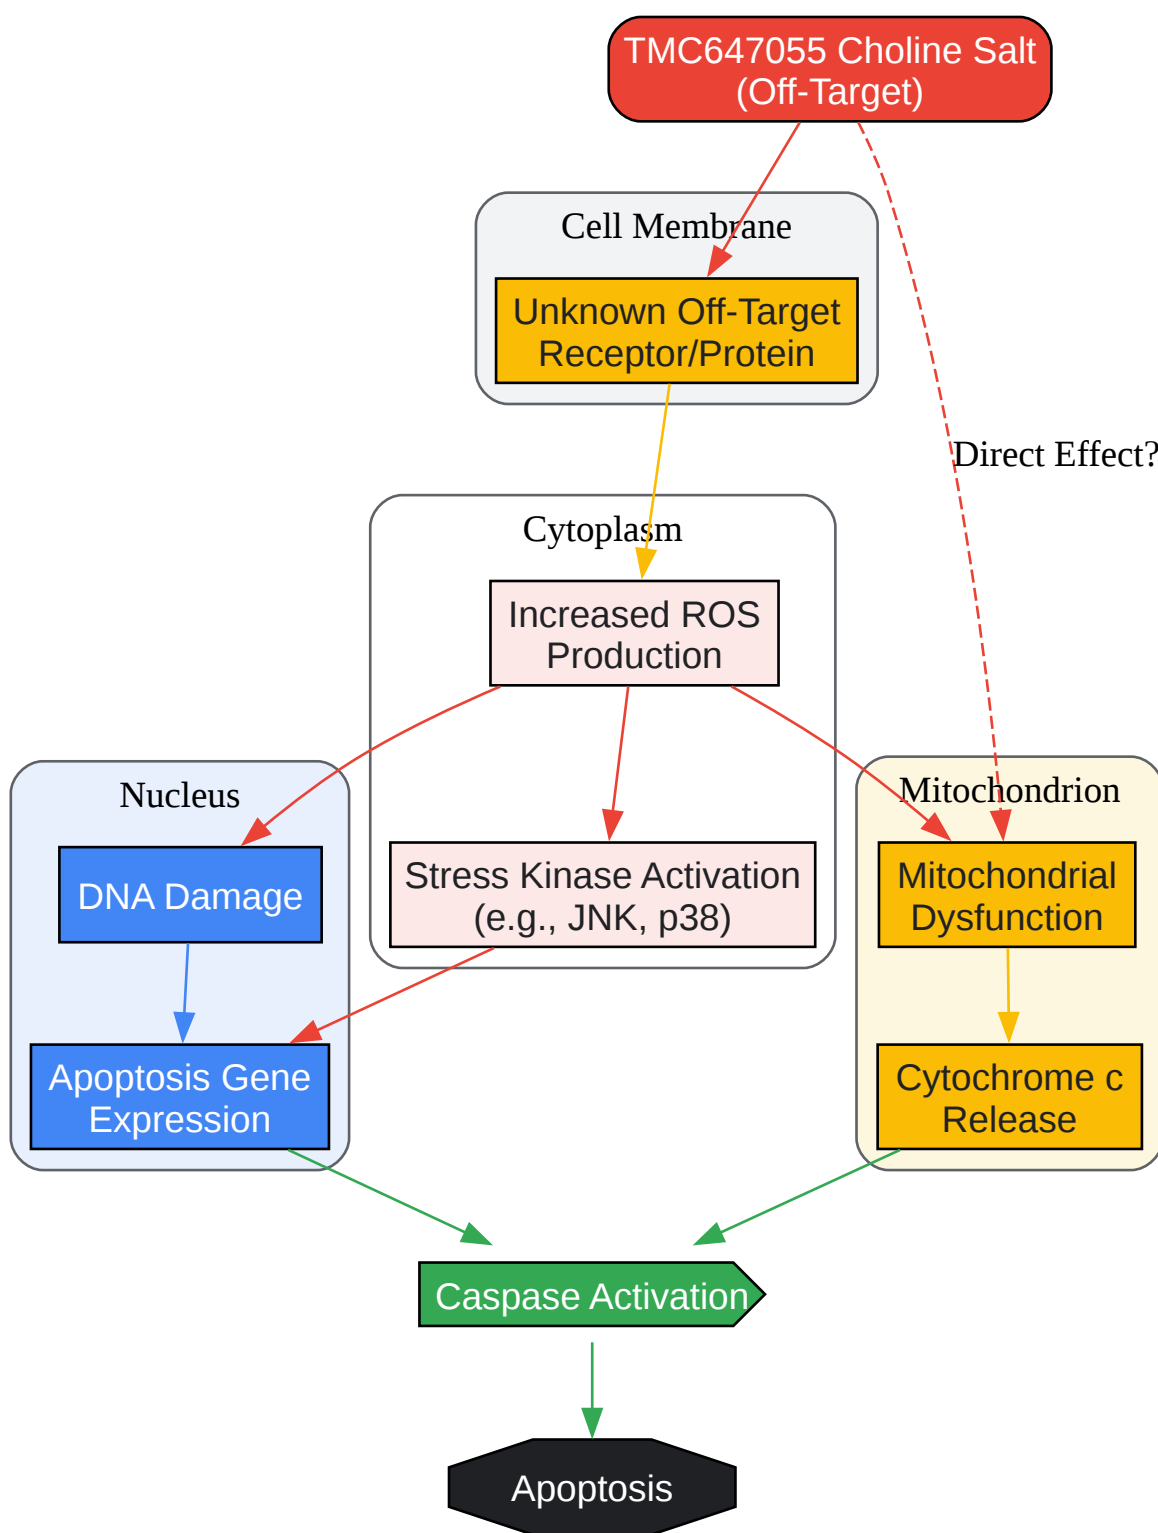 TMC647055 Choline Salt
(Off-Target)
Cell Membrane
Unknown Off-Target
Receptor/Protein
Direct Effect?
Cytoplasm
Increased ROS
Production
Nucleus
Mitochondrion
DNA Damage
Stress Kinase Activation
(e.g., JNK, p38)
Mitochondrial
Dysfunction
Apoptosis Gene
Expression
Cytochrome c
Release
Caspase Activation
Apoptosis